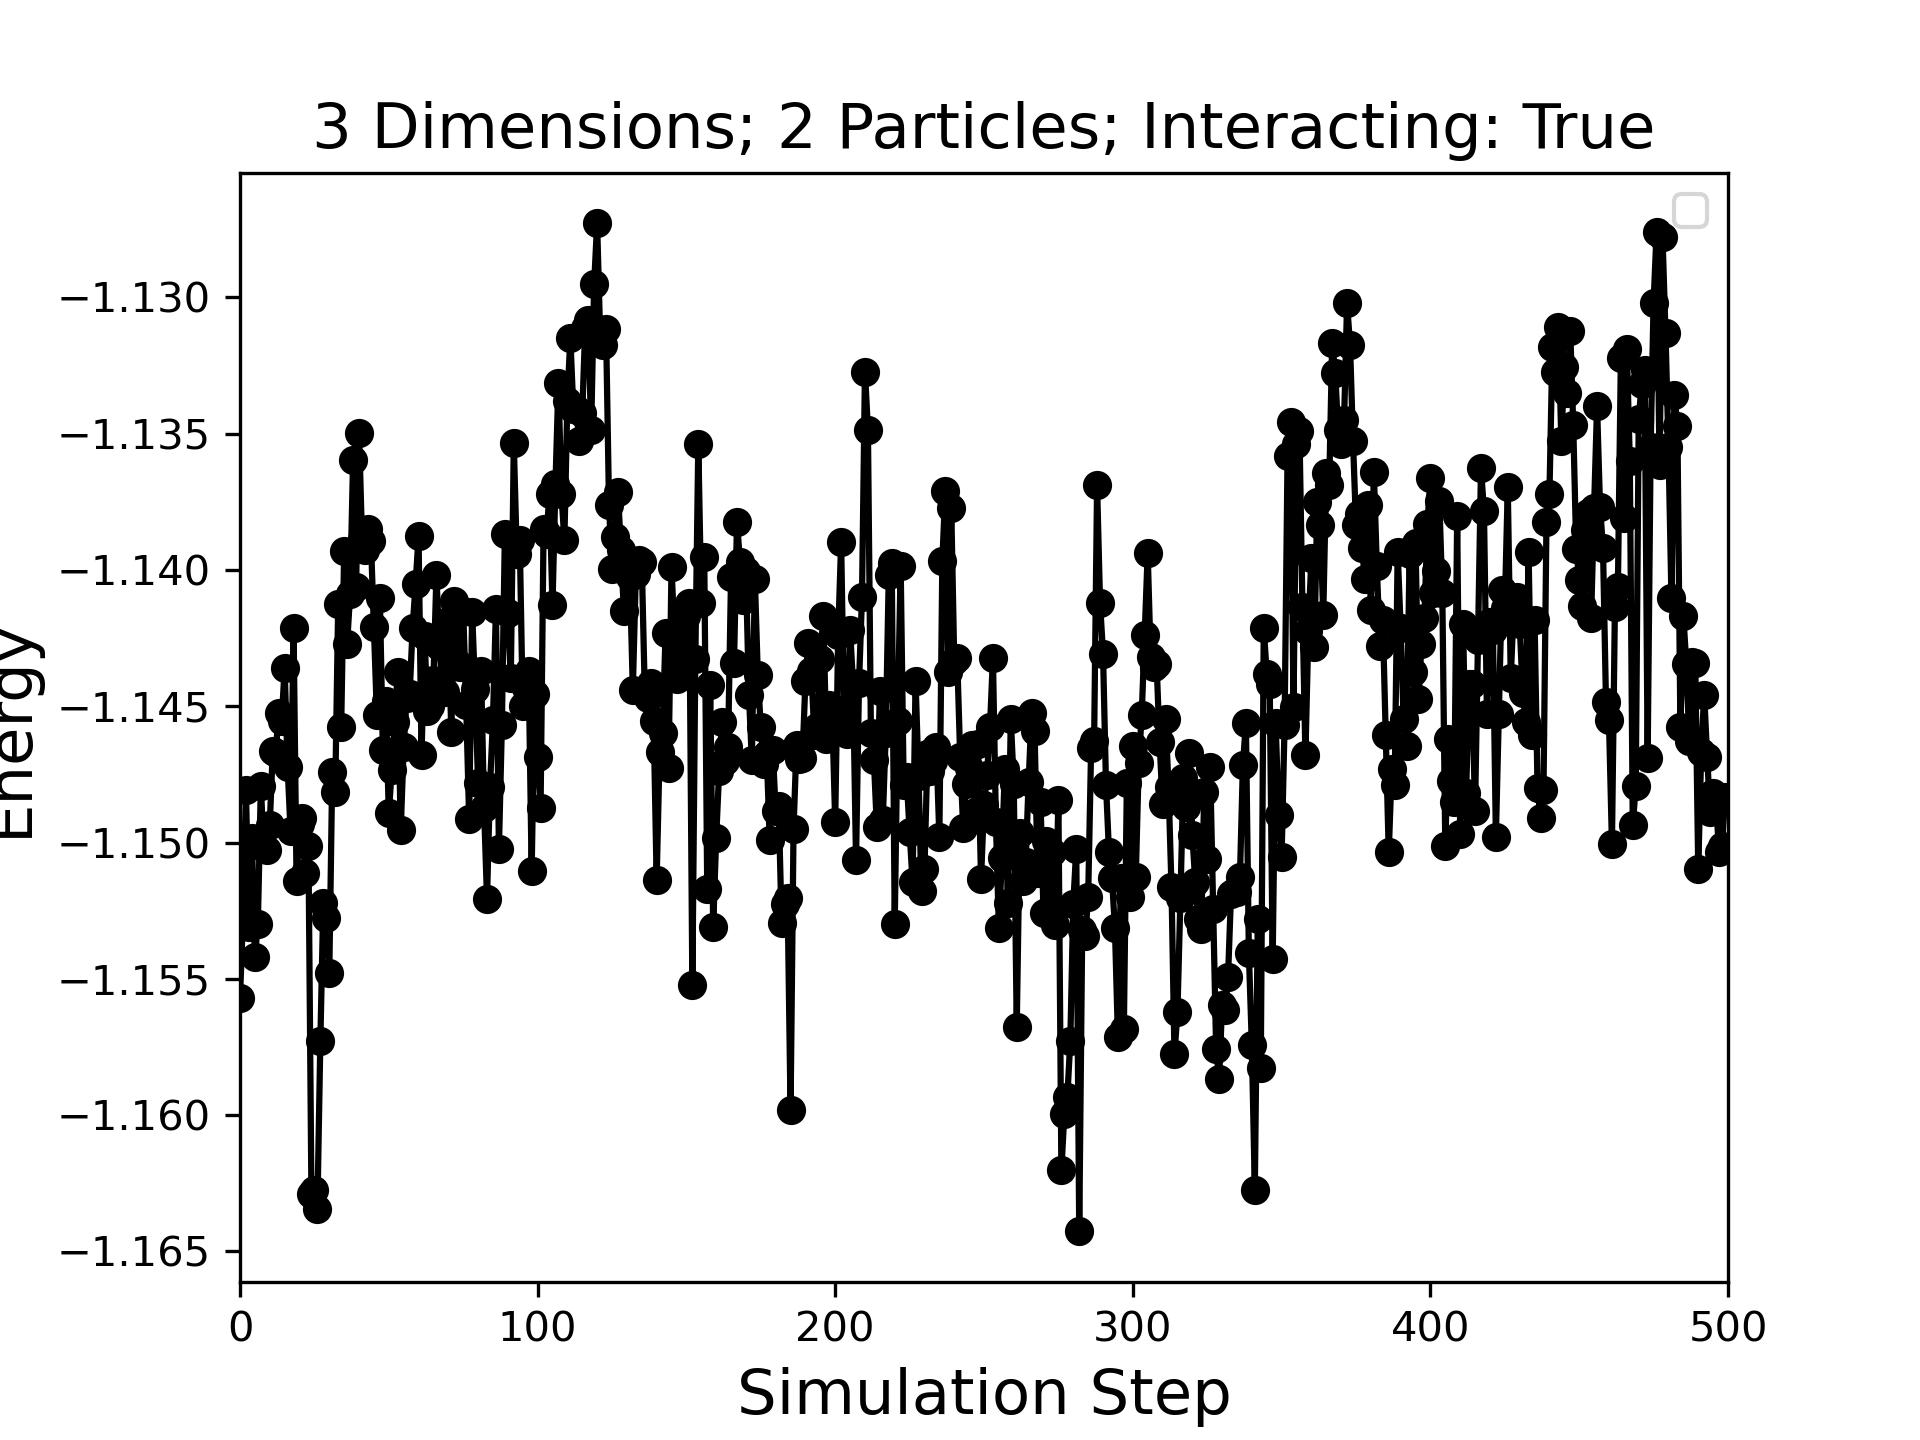 3 Dimensions; 2 Particles; Interacting: True
Energy
−1.130
−1.135
−1.140
−1.145
−1.150
−1.155
−1.160
−1.165
0 100 200 300 400 500
Simulation Step